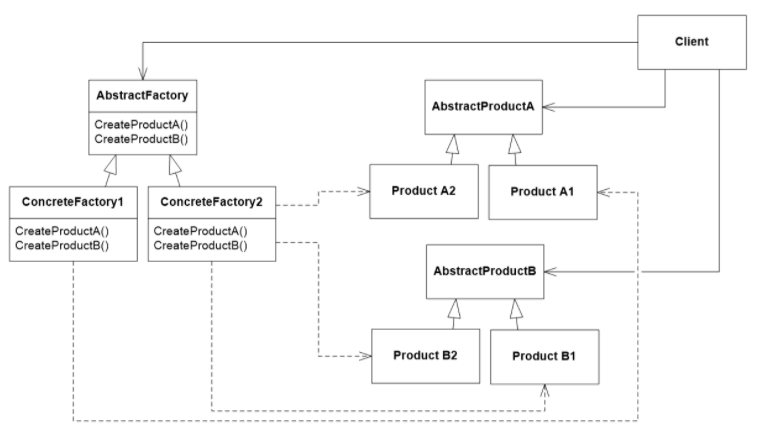 Client
AbstractFactory
CreateProductA()
CreateProductB()
AbstractProductA
ConcreteFactory1
CreateProductA()
CreateProductB()
ConcreteFactory2
CreateProductA()
CreateProductB()
Product A2
Product A1
AbstractProductB
Product B2
Product B1